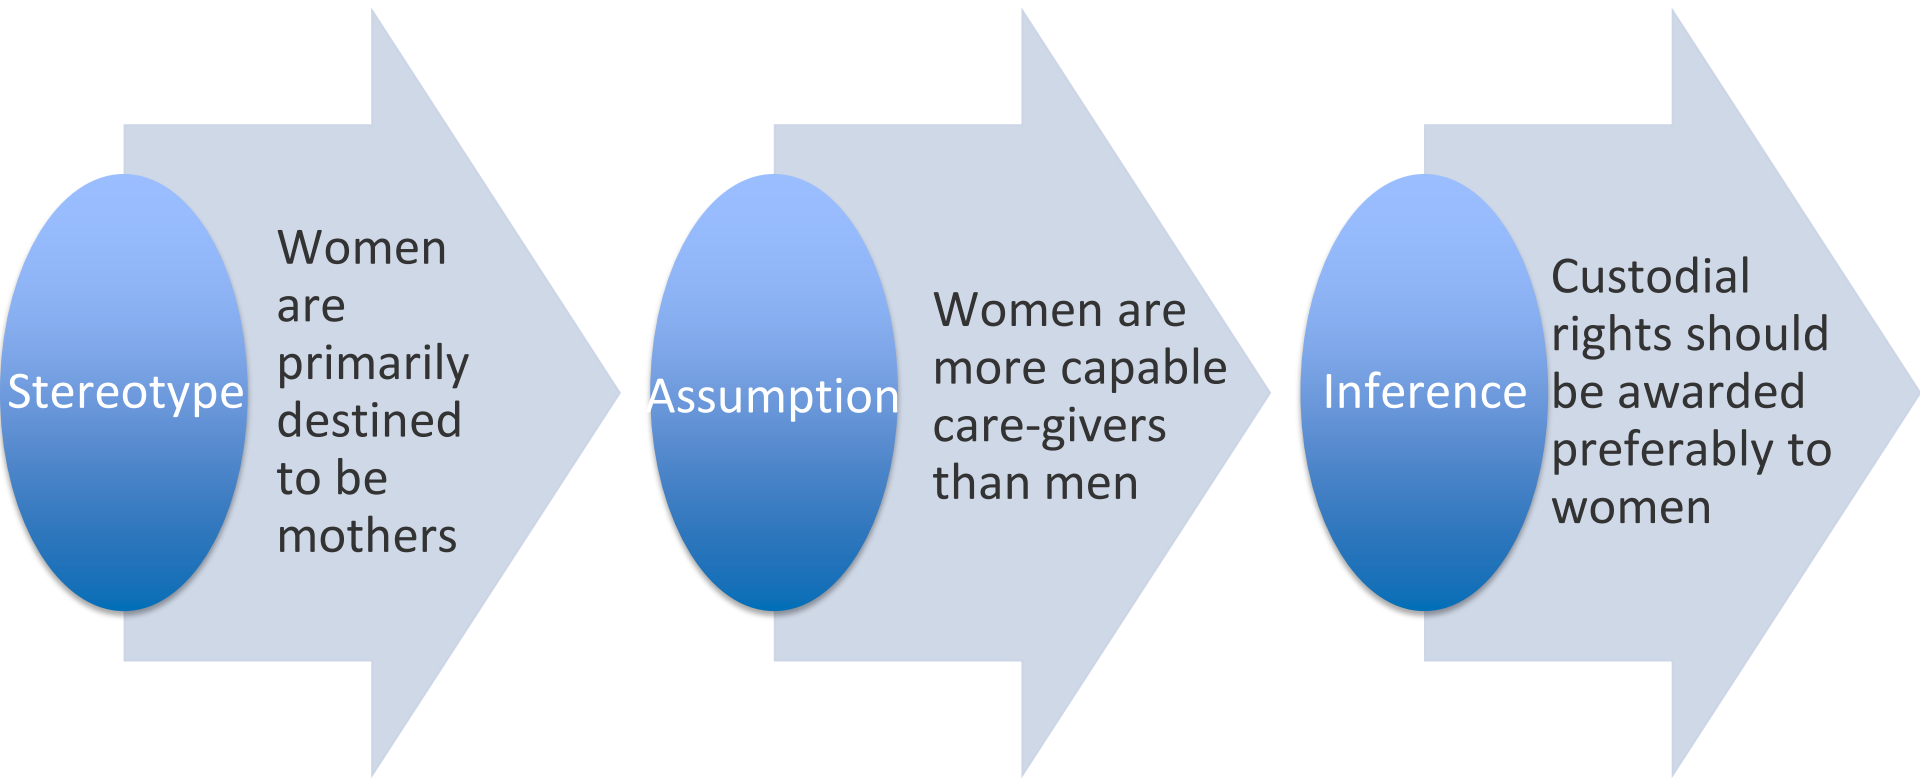 Stereotype
Women
are
primarily
destined
to be
mothers
Assumption
Women are
more capable
care-givers
than men
Inference
Custodial
rights should
be awarded
preferably to
women